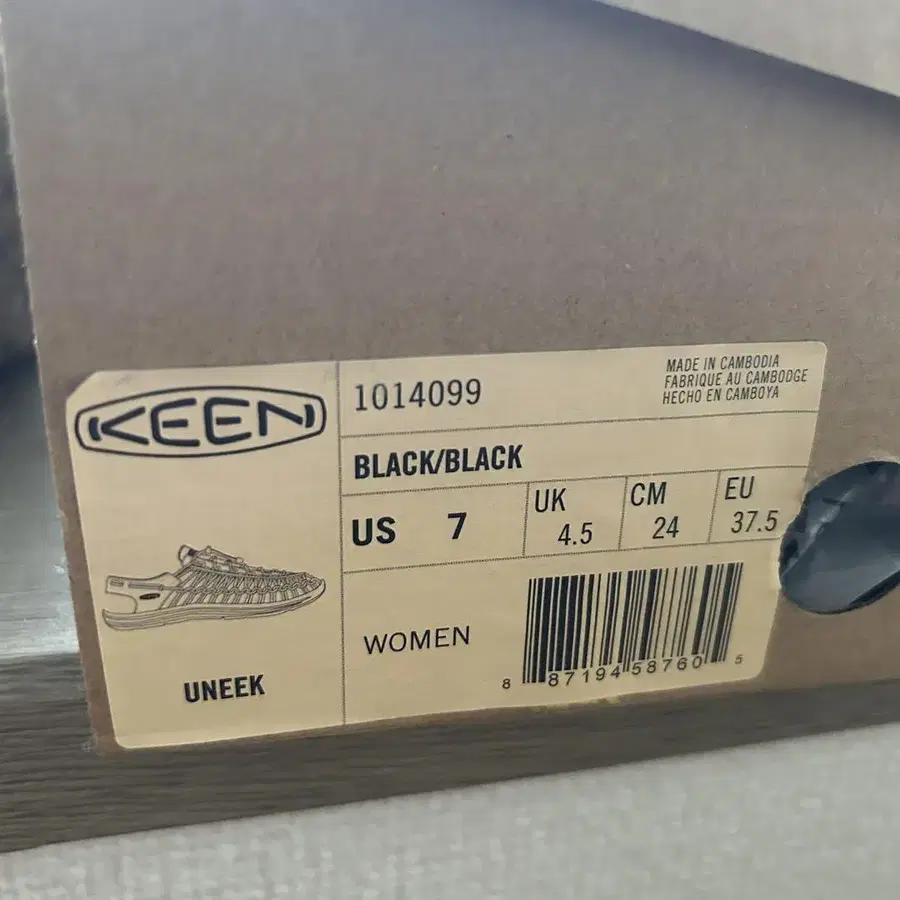 KEEN
1014099
MADE IN CAMBODIA
FABRIQUE AU CAMBODGE
HECHO EN CAMBOYA
BLACK/BLACK
US 7
UK 4.5
CM 24
EU 37.5
WOMEN
8 87194 58760 5
UNEEK